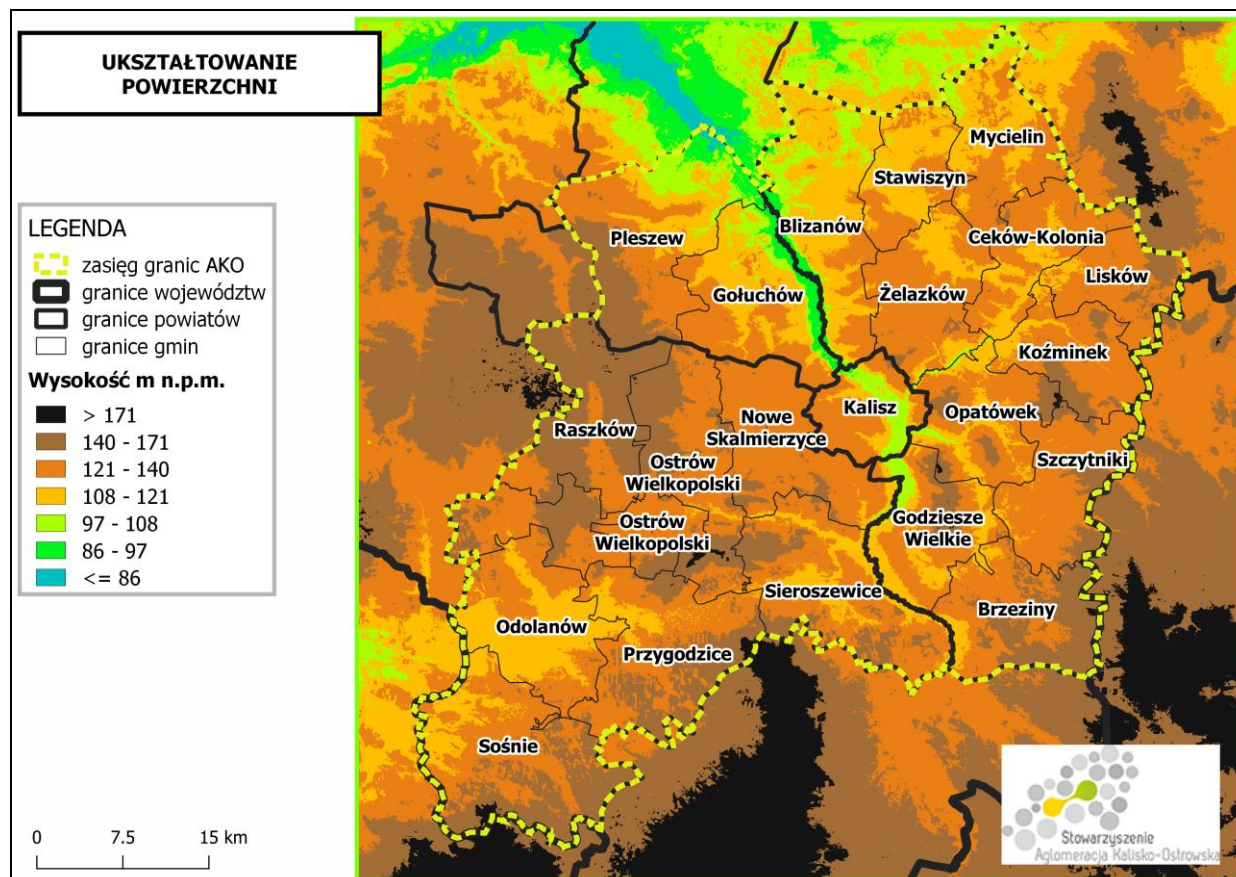 UKSZTAŁTOWANIE
POWIERZCHNI
LEGENDA
zasięg granic AKO
granice województw
granice powiatów
granice gmin
Wysokość m n.p.m.
> 171
140 - 171
121 - 140
108 - 121
97 - 108
86 - 97
<= 86
0 7.5 15 km
Mycielin
Stawiszyn
Blizanów
Pleszew
Ceków-Kolonia
Lisków
Gołuchów
Żelazków
Koźminek
Kalisz
Opatówek
Nowe
Skalmierzyce
Raszków
Szczytniki
Ostrów
Wielkopolski
Ostrów
Wielkopolski
Godziesze
Wielkie
Sieroszewice
Brzeziny
Odolanów
Przygodzice
Sośnie
Stowarzyszenie
Aglomeracja Kalisko-Ostrowska